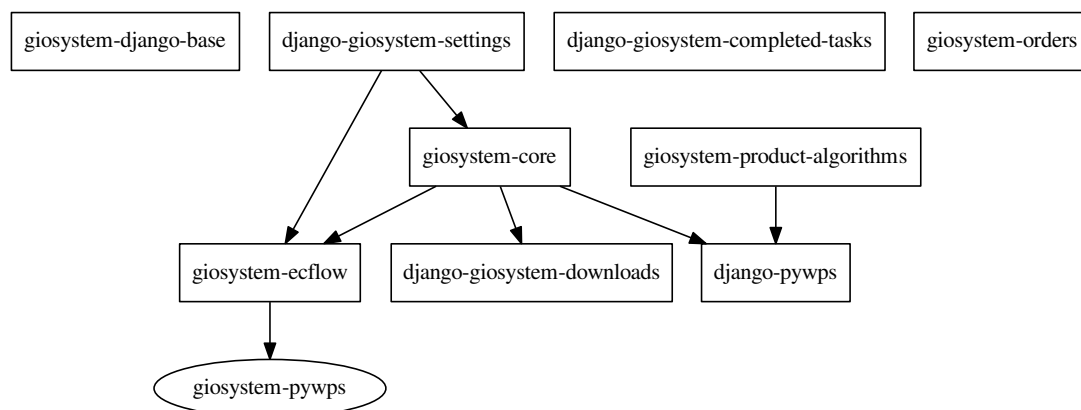 giosystem-django-base
django-giosystem-settings
django-giosystem-completed-tasks
giosystem-orders
giosystem-core
giosystem-product-algorithms
giosystem-ecflow
django-giosystem-downloads
django-pywps
giosystem-pywps